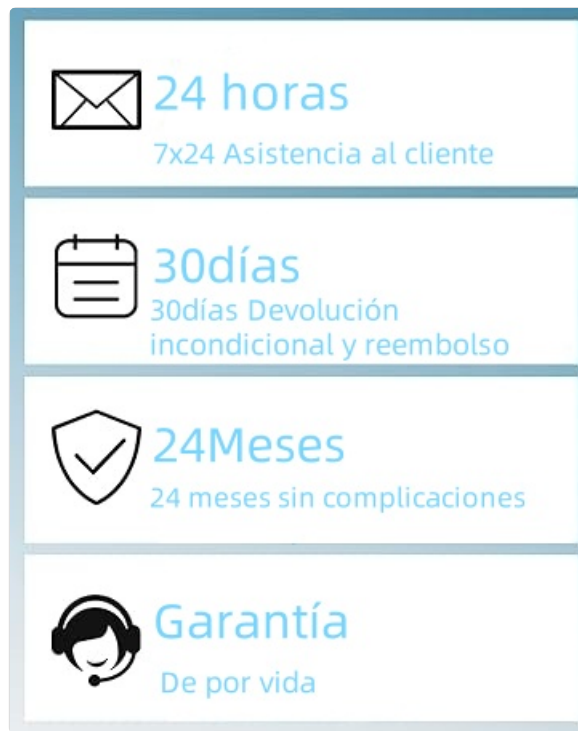 24 horas
7x24 Asistencia al cliente
30días
30días Devolución
incondicional y reembolso
24Meses
24 meses sin complicaciones
Garantía
De por vida